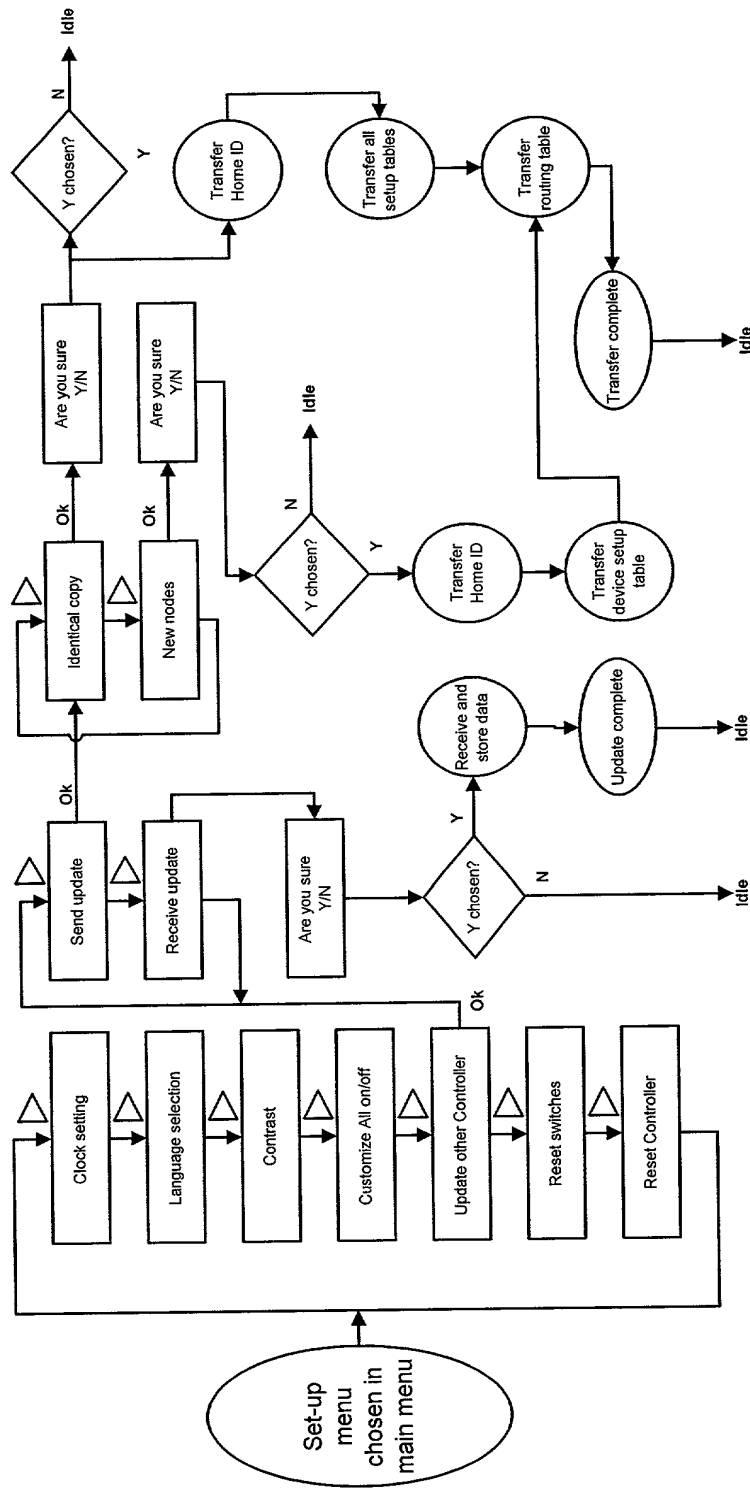 Set-up
menu
chosen in
main menu
Clock setting
Language selection
Contrast
Customize All on/off
Update other Controller
Reset switches
Reset Controller
Ok
Send update
Receive update
Ok
Are you sure
Y/N
Y chosen?
Y
N
Idle
Receive and
store data
Update complete
Idle
Identical copy
New nodes
Ok
Ok
Are you sure
Y/N
Are you sure
Y/N
Y chosen?
N
Idle
Y
Transfer
Home ID
Transfer
device setup
table
Y chosen?
N
Idle
Y
Transfer
Home ID
Transfer all
setup tables
Transfer
routing table
Transfer complete
Idle